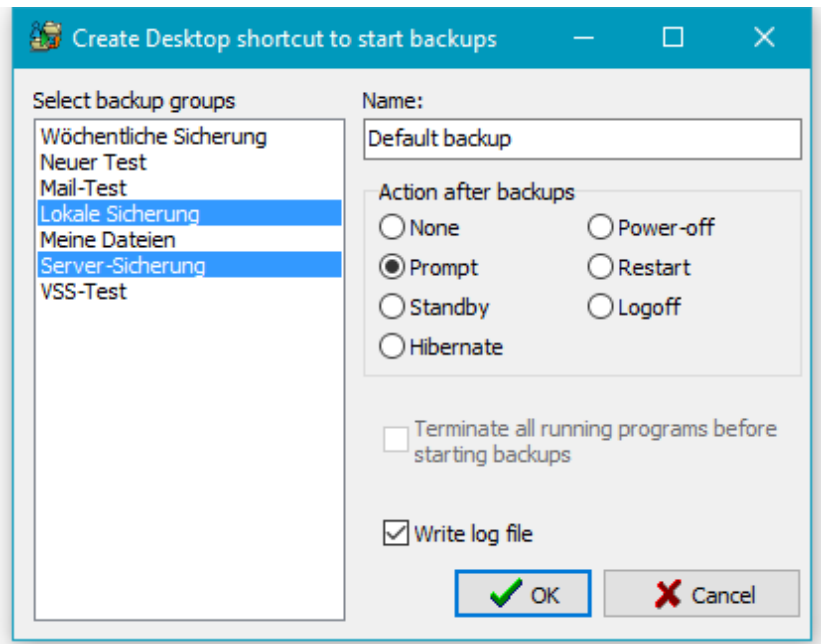 Create Desktop shortcut to start backups
Select backup groups
Wöchentliche Sicherung
Neuer Test
Mail-Test
Lokale Sicherung
Meine Dateien
Server-Sicherung
VSS-Test
Name:
Default backup
Action after backups
None
Power-off
Prompt
Restart
Standby
Logoff
Hibernate
Terminate all running programs before
starting backups
Write log file
OK
Cancel